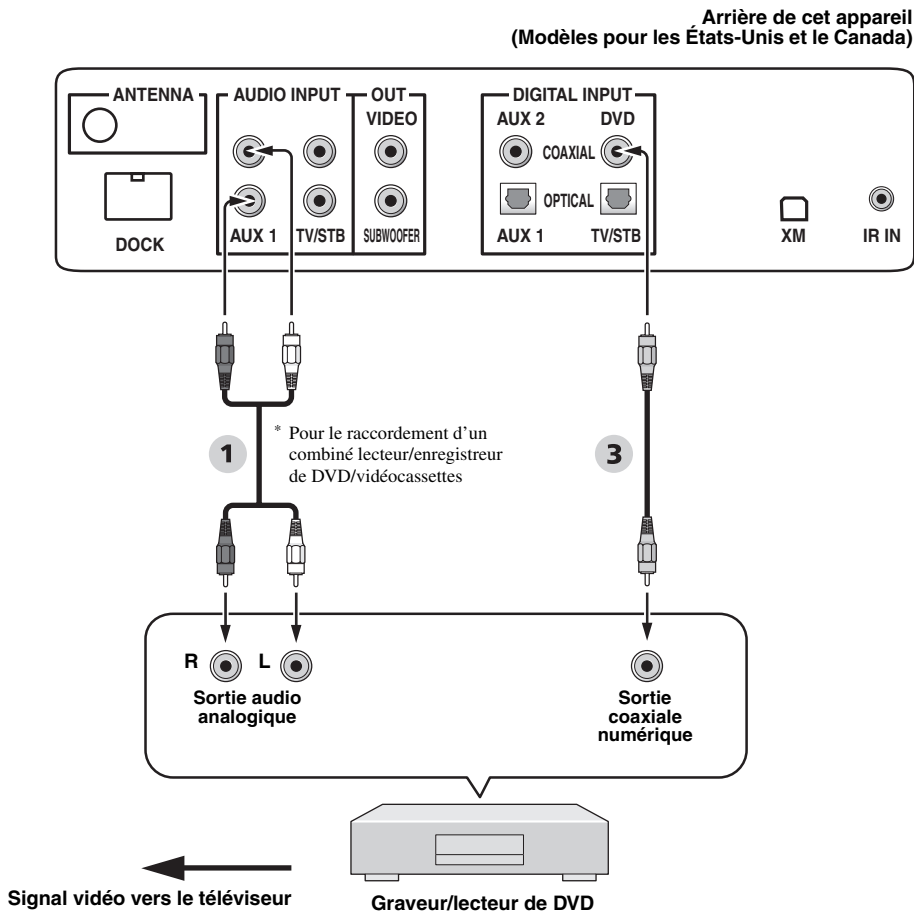 Arrière de cet appareil
(Modèles pour les États-Unis et le Canada)
ANTENNA
AUDIO INPUT
OUT
DIGITAL INPUT
VIDEO
AUX 2
DVD
COAXIAL
OPTICAL
DOCK
AUX 1
TV/STB
SUBWOOFER
AUX 1
TV/STB
XM
IR IN
1
* Pour le raccordement d’un
combiné lecteur/enregistreur
de DVD/vidéocassettes
3
R
L
Sortie audio
analogique
Sortie
coaxiale
numérique
Signal vidéo vers le téléviseur
Graveur/lecteur de DVD